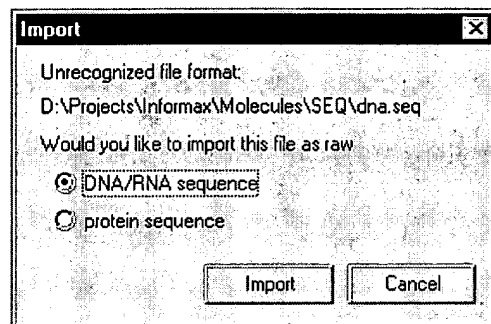 Import
Unrecognized file format:
D:\Projects\Informax\Molecules\SEQ\dna.seq
Would you like to import this file as raw
DNA/RNA sequence
protein sequence
Import Cancel